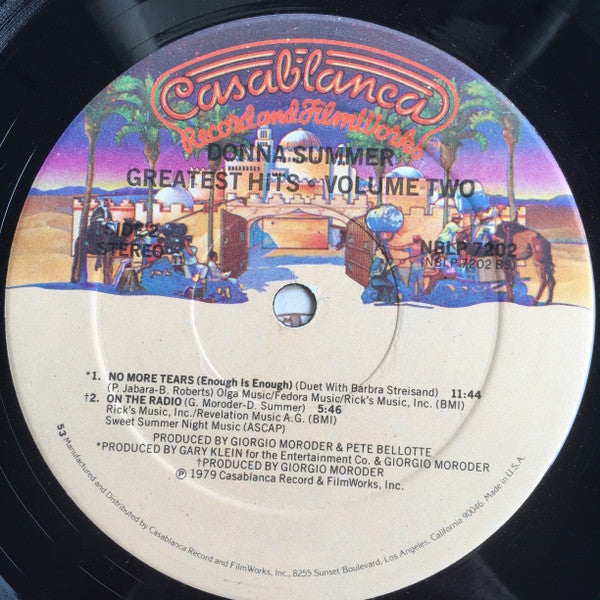 Casablanca
Record and FilmWorks
DONNA SUMMER
GREATEST HITS - VOLUME TWO
SIDE 2
STEREO
NBLP 7202
(NBLP 7202 BS)
*1. NO MORE TEARS (Enough Is Enough) (Duet With Barbra Streisand) 11:44
(P. Jabara-B. Roberts) Olga Music/Fedora Music/Rick's Music, Inc. (BMI)
†2. ON THE RADIO (G. Moroder-D. Summer) 5:46
Rick's Music, Inc./Revelation Music A.G. (BMI)
Sweet Summer Night Music (ASCAP)
PRODUCED BY GIORGIO MORODER & PETE BELLOTTE
*PRODUCED BY GARY KLEIN for the Entertainment Co. & GIORGIO MORODER
†PRODUCED BY GIORGIO MORODER
℗ 1979 Casablanca Record & FilmWorks, Inc.
53 Manufactured and Distributed by Casablanca Record and FilmWorks, Inc., 8255 Sunset Boulevard, Los Angeles, California 90046. Made in U.S.A.